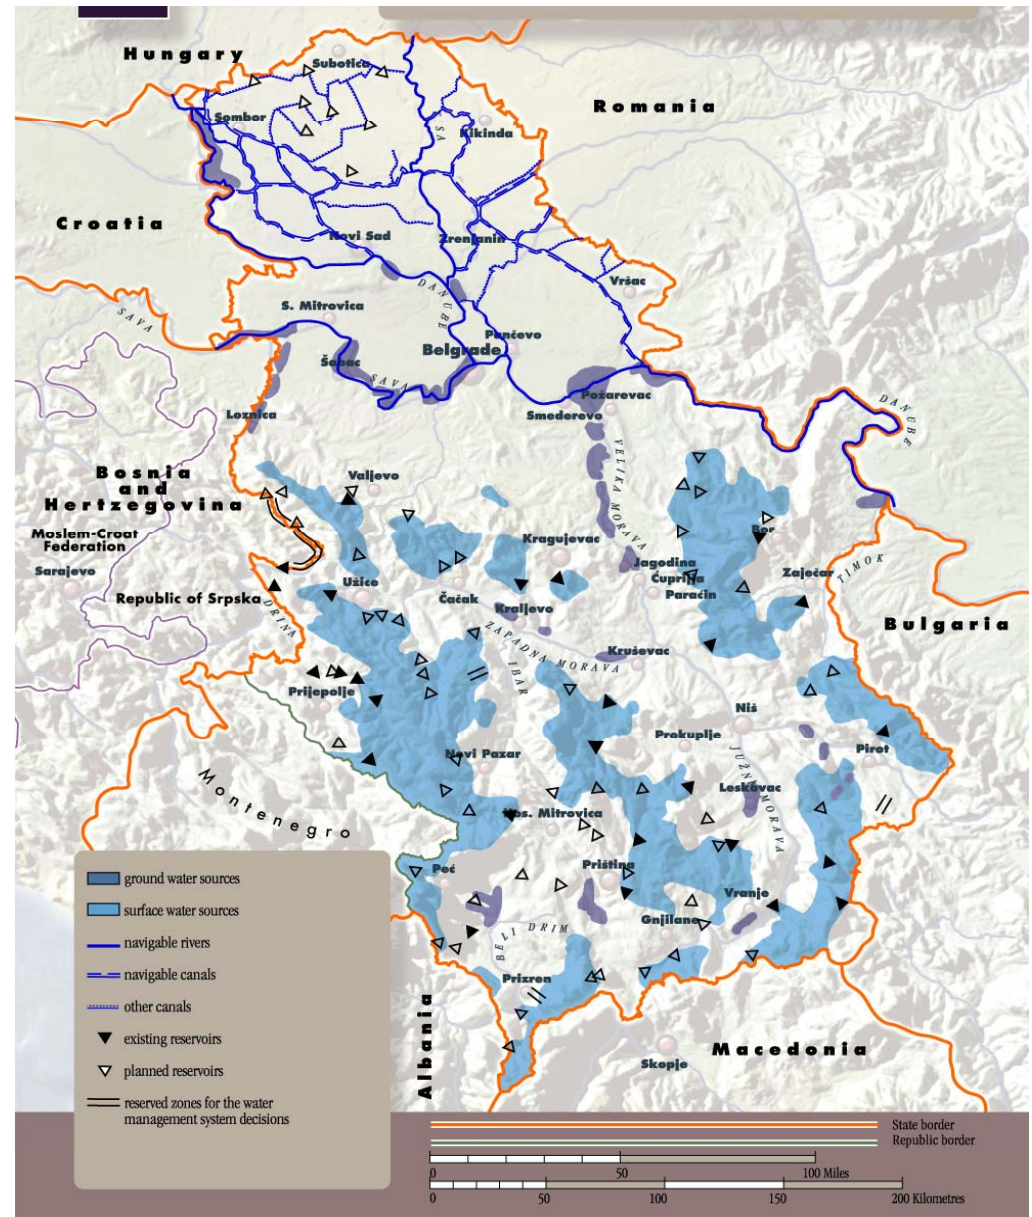 Hungary
Subotica
Romania
Sombor
Kikinda
Croatia
Novi Sad
Zrenjanin
Vršac
DANUBE
S. Mitrovica
SAVA
Pančevo
Belgrade
Šabac
SAVA
Požarevac
Smederevo
Loznica
DANUBE
VELIKA MORAVA
Bosnia
and
Hertzegovina
Valjevo
Moslem-Croat
Federation
Kragujevac
Bor
Jagodina
Sarajevo
Užice
Ćuprija
Zaječar
TIMOK
Republic of Srpska
Čačak
Paraćin
DRINA
Kraljevo
Bulgaria
ZAPADNA MORAVA
IBAR
Kruševac
Prijepolje
Niš
Prokuplje
Pirot
Novi Pazar
JUŽNA MORAVA
Leskovac
Montenegro
Kos. Mitrovica
Peć
Priština
Vranje
Gnjilane
BELI DRIM
Prizren
Albania
Macedonia
Skopje
ground water sources
surface water sources
navigable rivers
navigable canals
other canals
existing reservoirs
planned reservoirs
reserved zones for the water
management system decisions
State border
Republic border
0 50 100 Miles
0 50 100 150 200 Kilometres